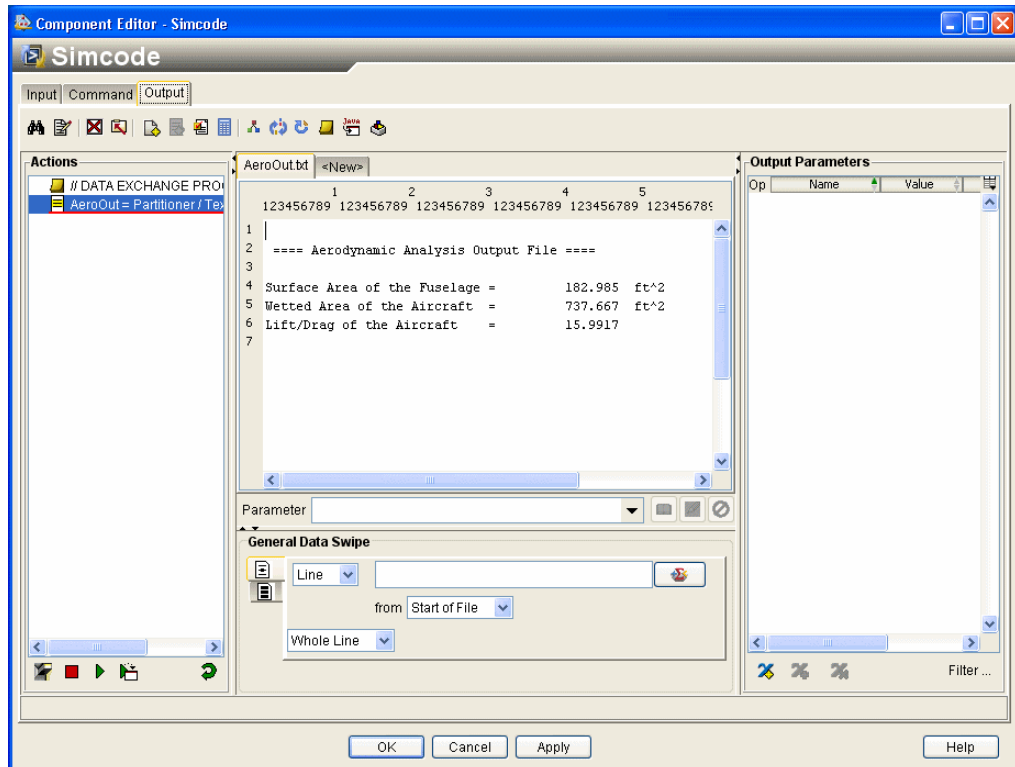 Component Editor - Simcode
Simcode
Input Command Output
Java
Actions
// DATA EXCHANGE PRO
AeroOut = Partitioner / Tex
AeroOut.txt <New>
1 2 3 4 5
123456789 123456789 123456789 123456789 123456789 123456789
1
2 ==== Aerodynamic Analysis Output File ====
3
4 Surface Area of the Fuselage = 182.985 ft^2
5 Wetted Area of the Aircraft = 737.667 ft^2
6 Lift/Drag of the Aircraft = 15.9917
7
Output Parameters
Op Name Value
Parameter
General Data Swipe
Line
from Start of File
Whole Line
Filter ...
OK Cancel Apply Help